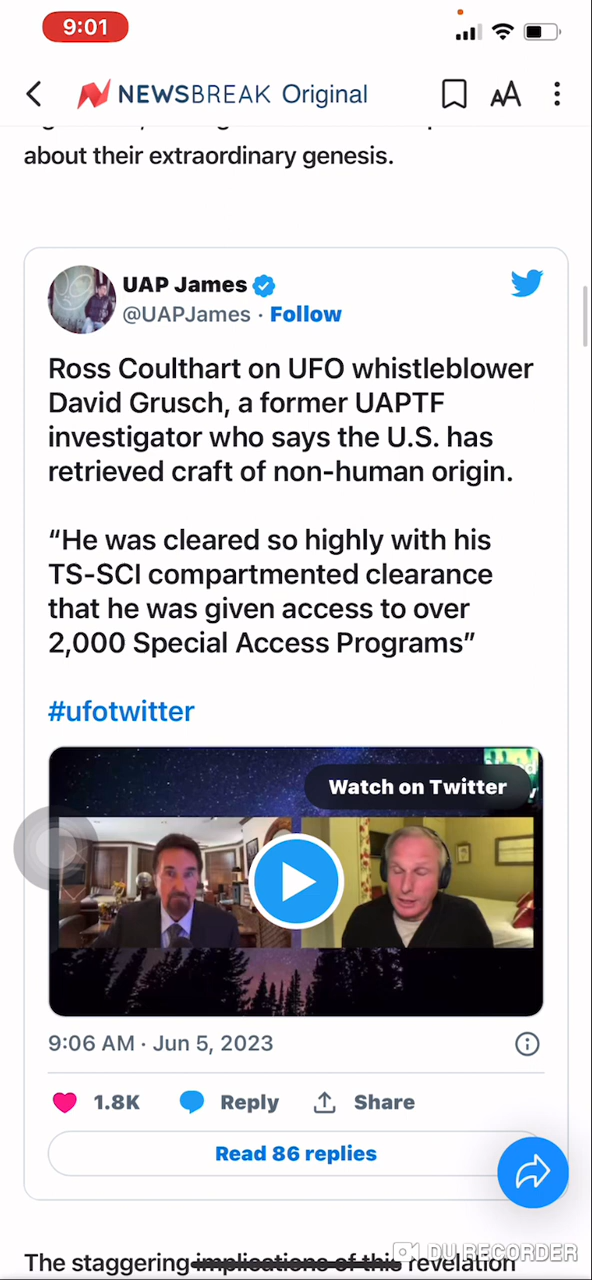 9:01
NEWSBREAK Original
AA
about their extraordinary genesis.
UAP James
@UAPJames · Follow
Ross Coulthart on UFO whistleblower
David Grusch, a former UAPTF
investigator who says the U.S. has
retrieved craft of non-human origin.
“He was cleared so highly with his
TS-SCI compartmented clearance
that he was given access to over
2,000 Special Access Programs”
#ufotwitter
Watch on Twitter
9:06 AM · Jun 5, 2023
1.8K Reply Share
Read 86 replies
The staggering implications of this revelation
DU RECORDER